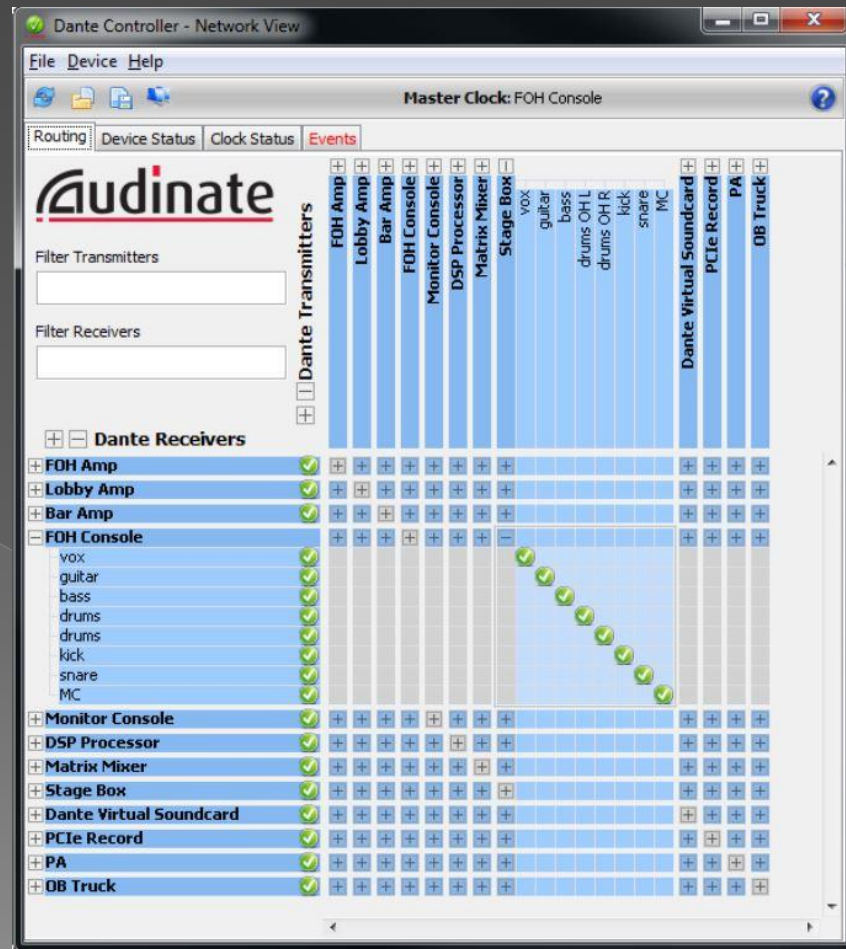 Dante Controller - Network View
File Device Help
Master Clock: FOH Console
Routing Device Status Clock Status Events
Audinate
Filter Transmitters
Filter Receivers
Dante Transmitters
FOH Amp
Lobby Amp
Bar Amp
FOH Console
Monitor Console
DSP Processor
Matrix Mixer
Stage Box
vox
guitar
bass
drums OH L
drums OH R
kick
snare
MC
Dante Virtual Soundcard
PCIe Record
PA
OB Truck
Dante Receivers
FOH Amp
Lobby Amp
Bar Amp
FOH Console
vox
guitar
bass
drums
drums
kick
snare
MC
Monitor Console
DSP Processor
Matrix Mixer
Stage Box
Dante Virtual Soundcard
PCIe Record
PA
OB Truck